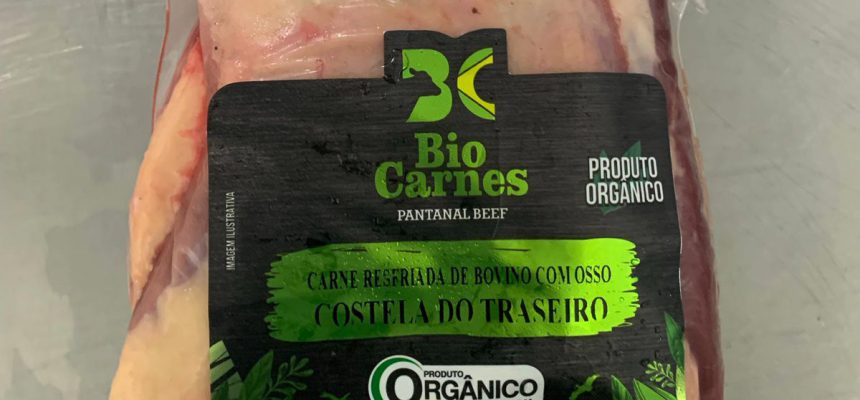 BC
Bio
Carnes
PANTANAL BEEF
PRODUTO
ORGÂNICO
IMAGEM ILUSTRATIVA
CARNE RESFRIADA DE BOVINO COM OSSO
COSTELA DO TRASEIRO
PRODUTO
ORGÂNICO